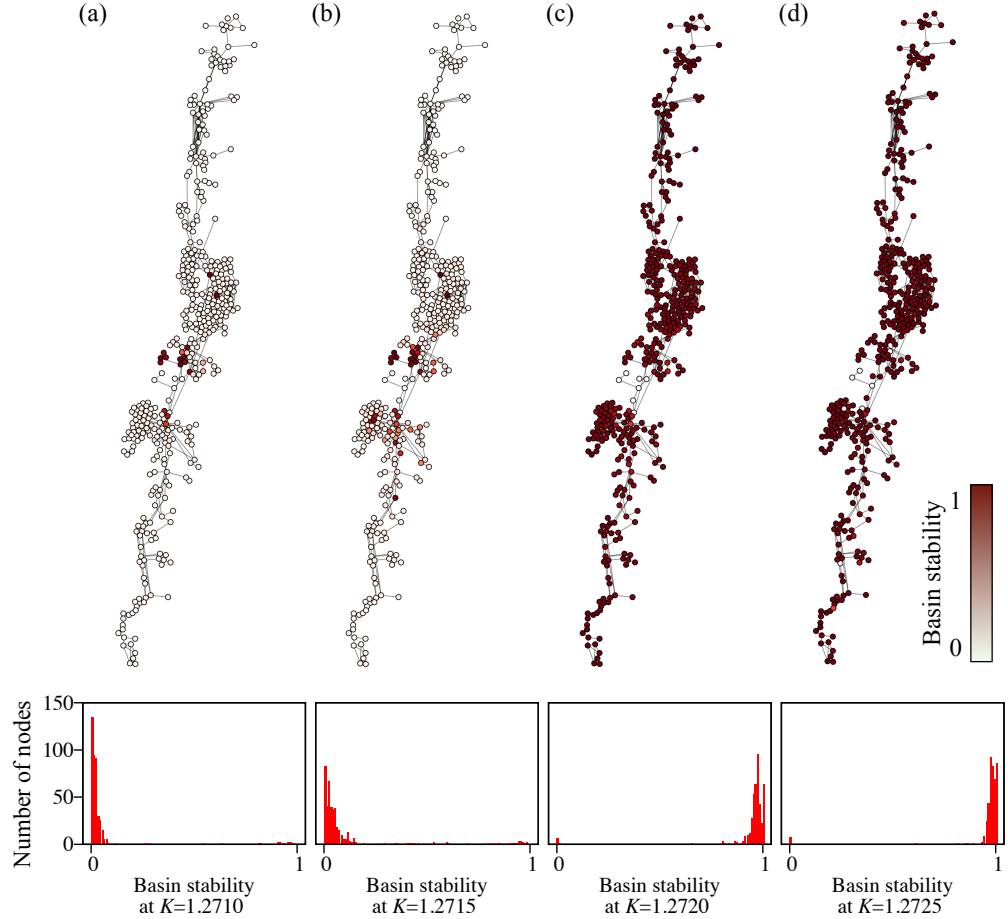 (a)
(b)
(c)
(d)
Basin stability
1
0
Number of nodes
150
100
50
0
0
1
Basin stability
at K=1.2710
0
1
Basin stability
at K=1.2715
0
1
Basin stability
at K=1.2720
0
1
Basin stability
at K=1.2725